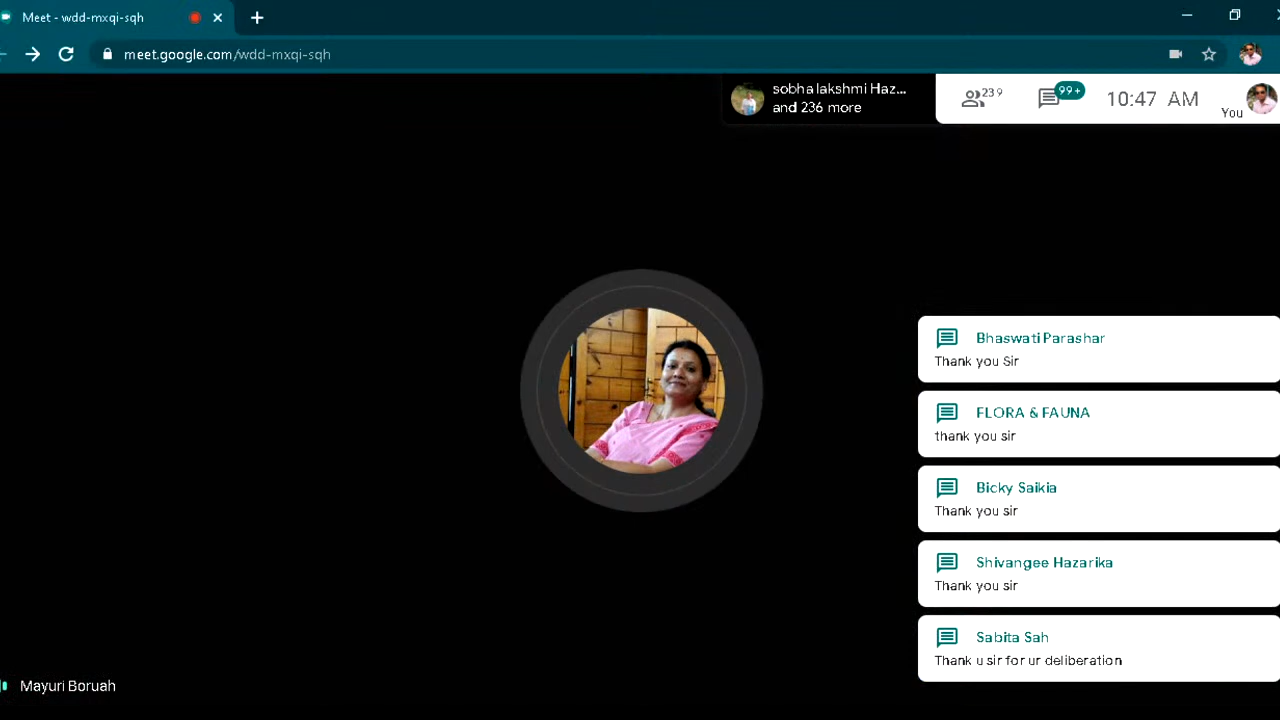 Meet - wdd-mxqi-sqh
meet.google.com/wdd-mxqi-sqh
sobha lakshmi Haz...
and 236 more
239
99+
10:47 AM
You
Bhaswati Parashar
Thank you Sir
FLORA & FAUNA
thank you sir
Bicky Saikia
Thank you sir
Shivangee Hazarika
Thank you sir
Sabita Sah
Thank u sir for ur deliberation
Mayuri Boruah